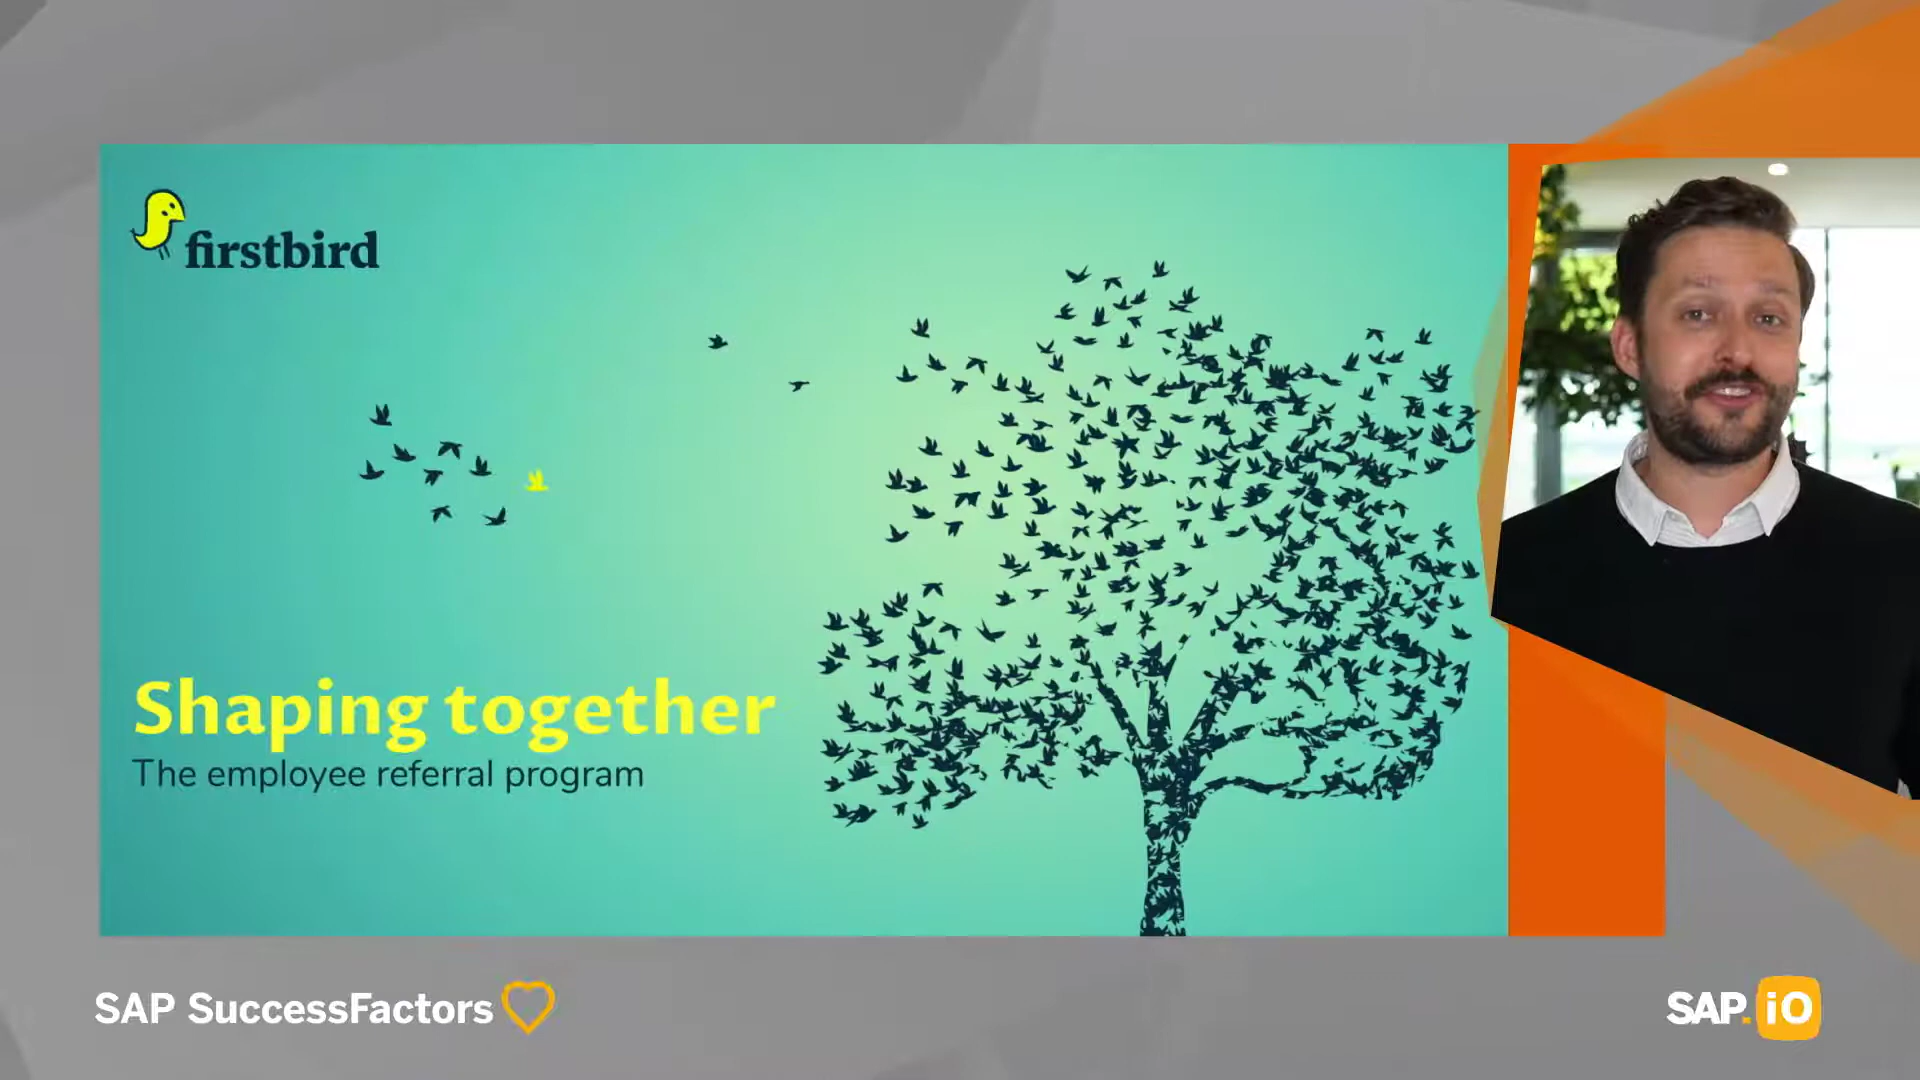 firstbird
Shaping together
The employee referral program
SAP SuccessFactors
SAP.iO